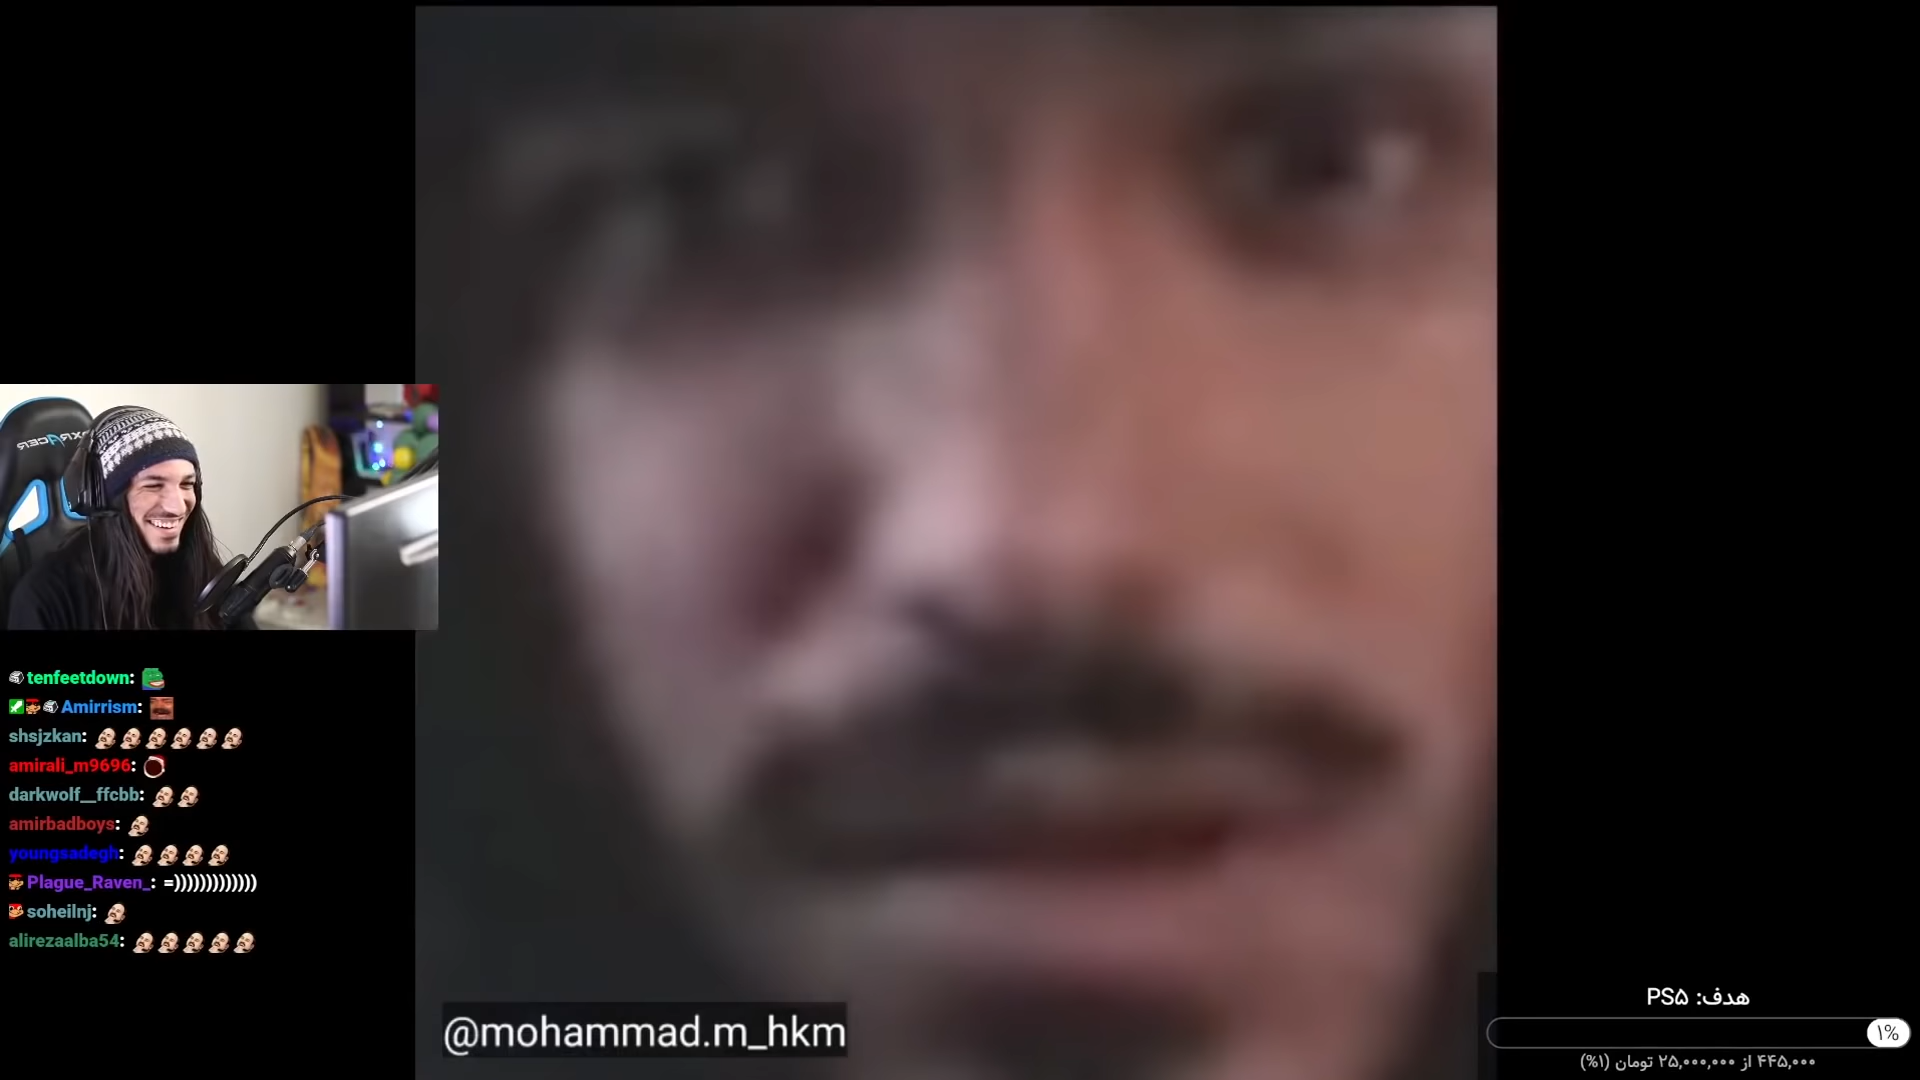 tenfeetdown:
Amirrism:
shsjzkan:
amirali_m9696:
darkwolf__ffcbb:
amirbadboys:
youngsadegh:
Plague_Raven_: =)))))))))))))
soheilnj:
alirezaalba54:
@mohammad.m_hkm
هدف: PS۵
۱%
۴۴۵,۰۰۰ از ۲۵,۰۰۰,۰۰۰ تومان (۱%)